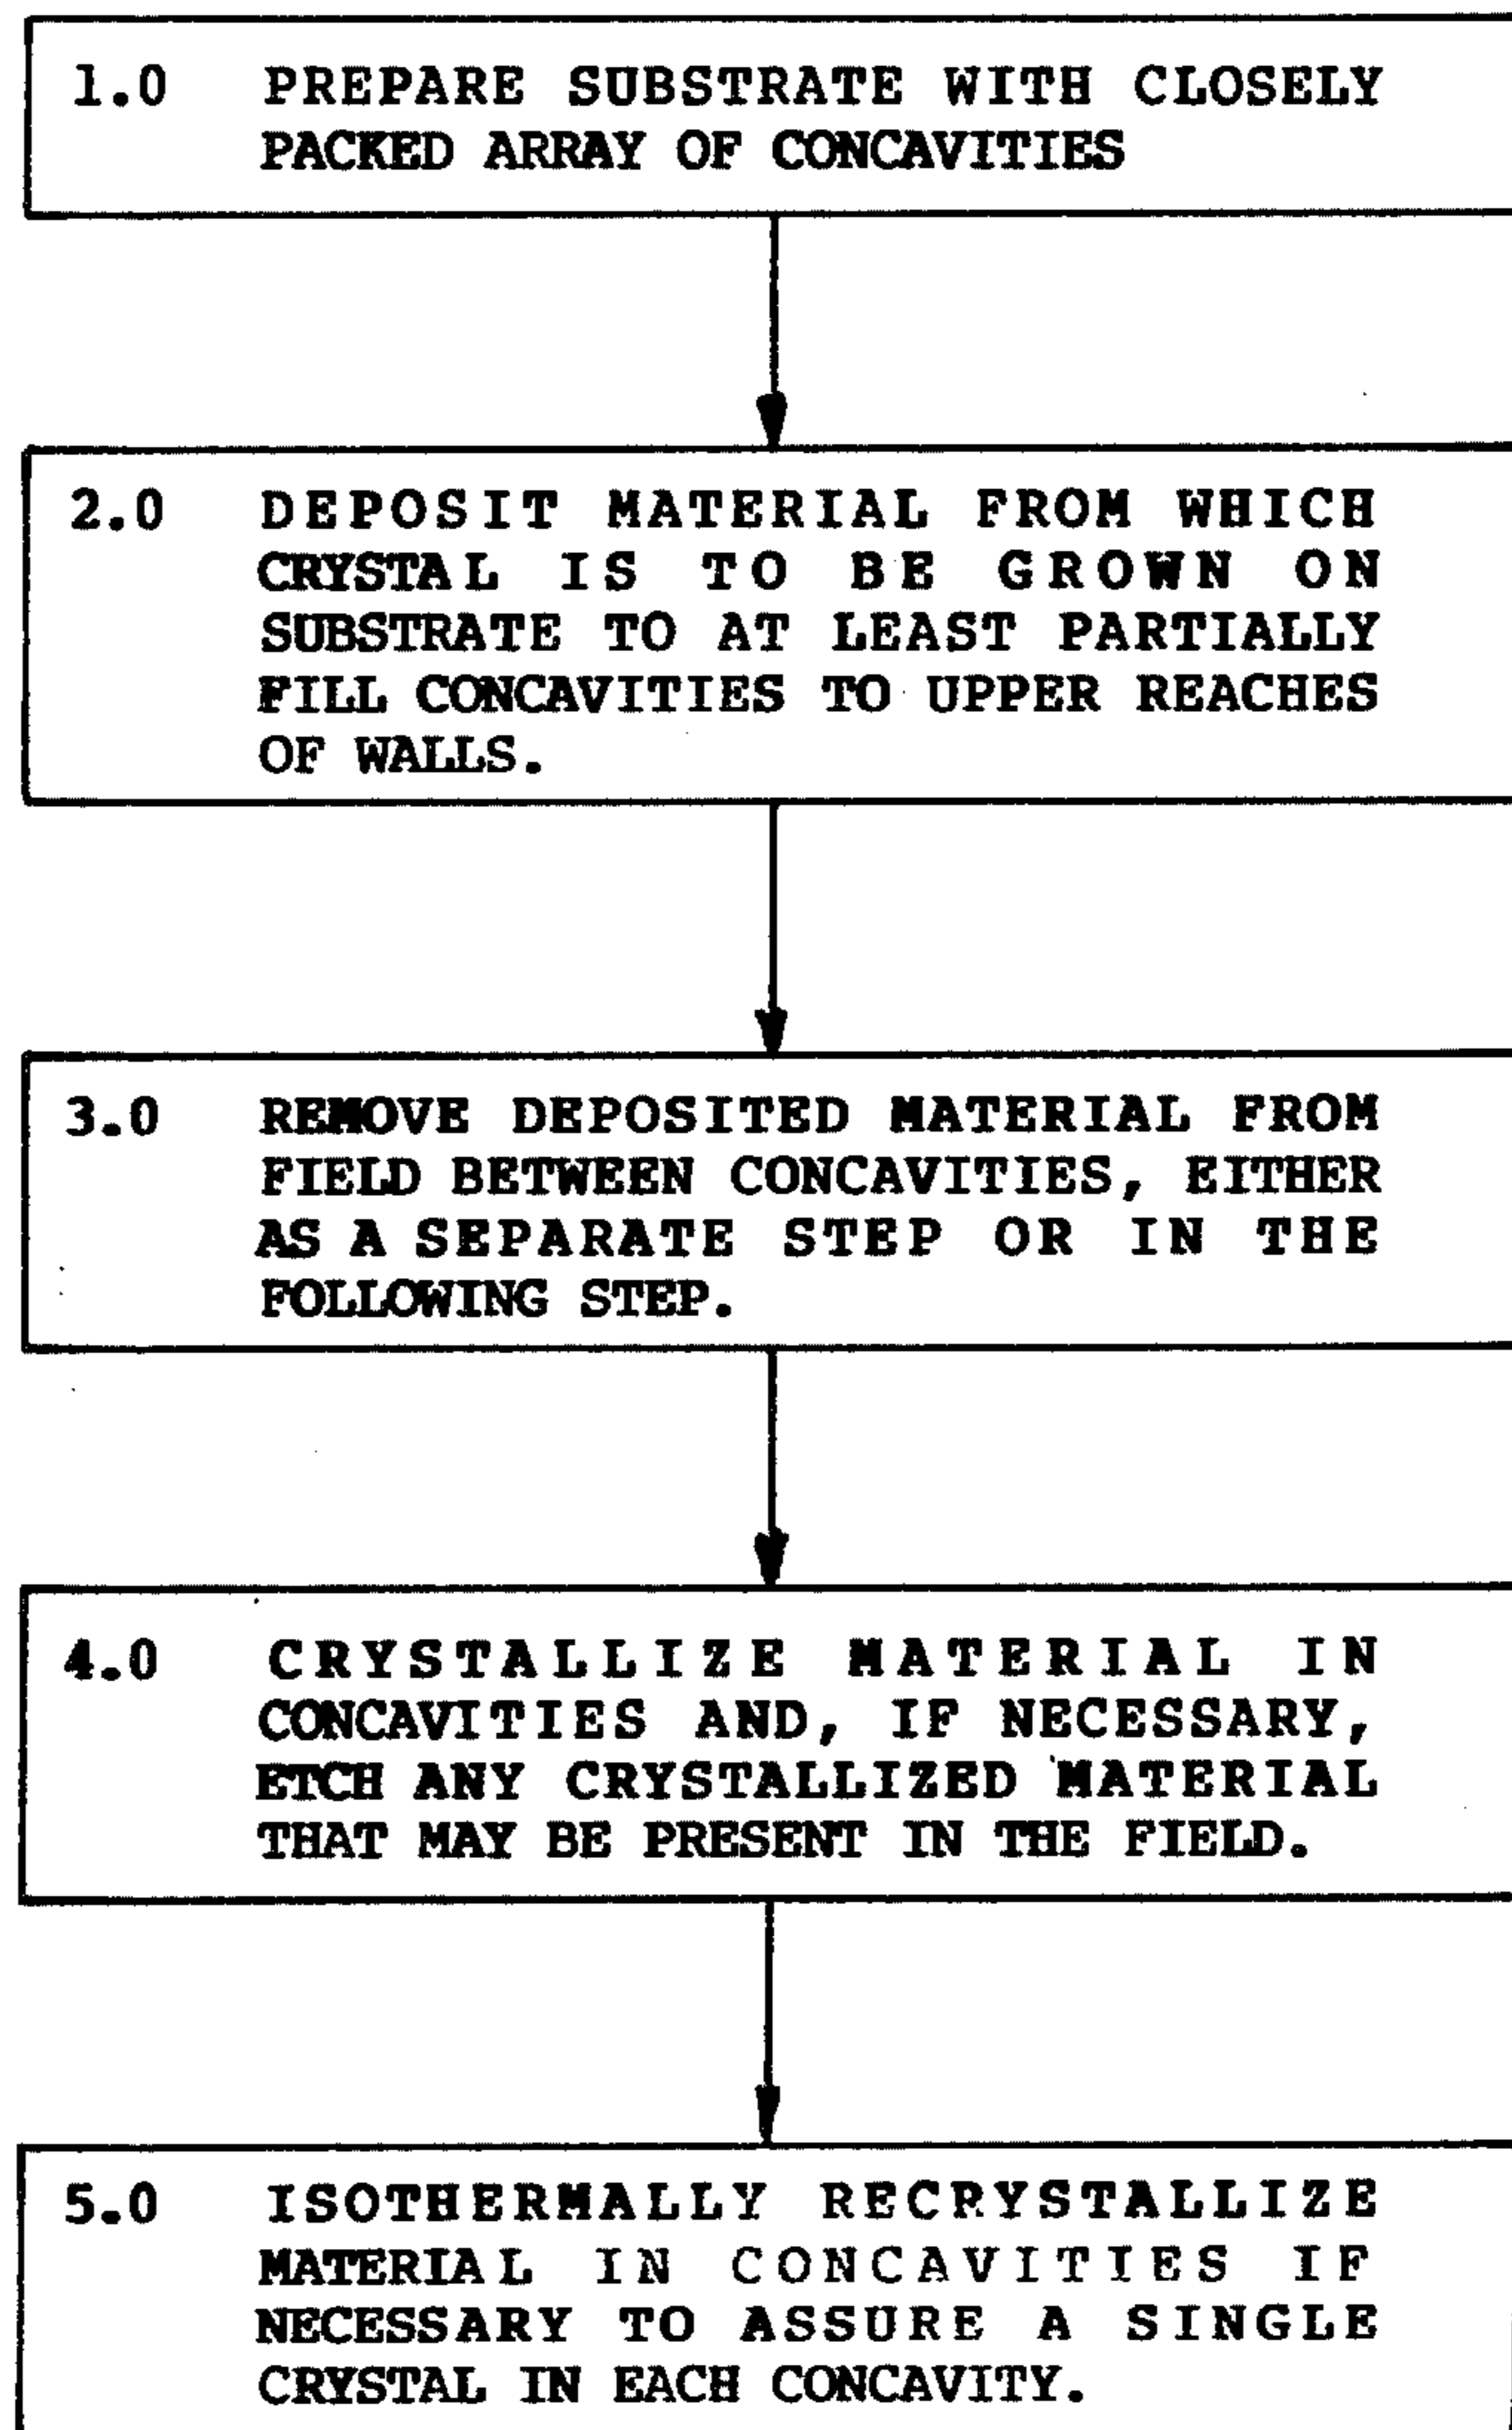 1.0 PREPARE SUBSTRATE WITH CLOSELY
PACKED ARRAY OF CONCAVITIES
2.0 DEPOSIT MATERIAL FROM WHICH
CRYSTAL IS TO BE GROWN ON
SUBSTRATE TO AT LEAST PARTIALLY
FILL CONCAVITIES TO UPPER REACHES
OF WALLS.
3.0 REMOVE DEPOSITED MATERIAL FROM
FIELD BETWEEN CONCAVITIES, EITHER
AS A SEPARATE STEP OR IN THE
FOLLOWING STEP.
4.0 CRYSTALLIZE MATERIAL IN
CONCAVITIES AND, IF NECESSARY,
ETCH ANY CRYSTALLIZED MATERIAL
THAT MAY BE PRESENT IN THE FIELD.
5.0 ISOTHERMALLY RECRYSTALLIZE
MATERIAL IN CONCAVITIES IF
NECESSARY TO ASSURE A SINGLE
CRYSTAL IN EACH CONCAVITY.